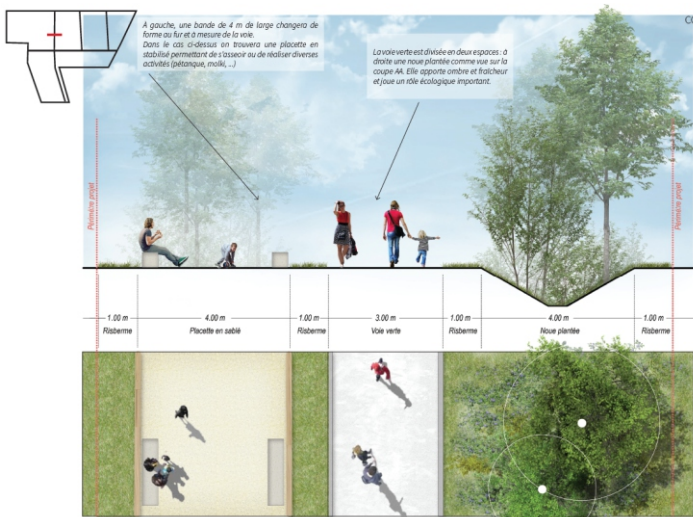 A gauche, une bande de 4 m de large changera de
forme au fur et à mesure de la voie.
Dans le cas ci-dessus on trouvera une placette en
stabilisé permettant de s'asseoir ou de réaliser diverses
activités (pétanque, molki, ...)
La voie verte est divisée en deux espaces : à
droite une noue plantée comme vue sur la
coupe AA. Elle apporte ombre et fraîcheur
et joue un rôle écologique important.
Périmètre projet
Périmètre projet
1.00 m 4.00 m 1.00 m 3.00 m 1.00 m 4.00 m 1.00 m
Risberme Placette en sablé Risberme Voie verte Risberme Noue plantée Risberme